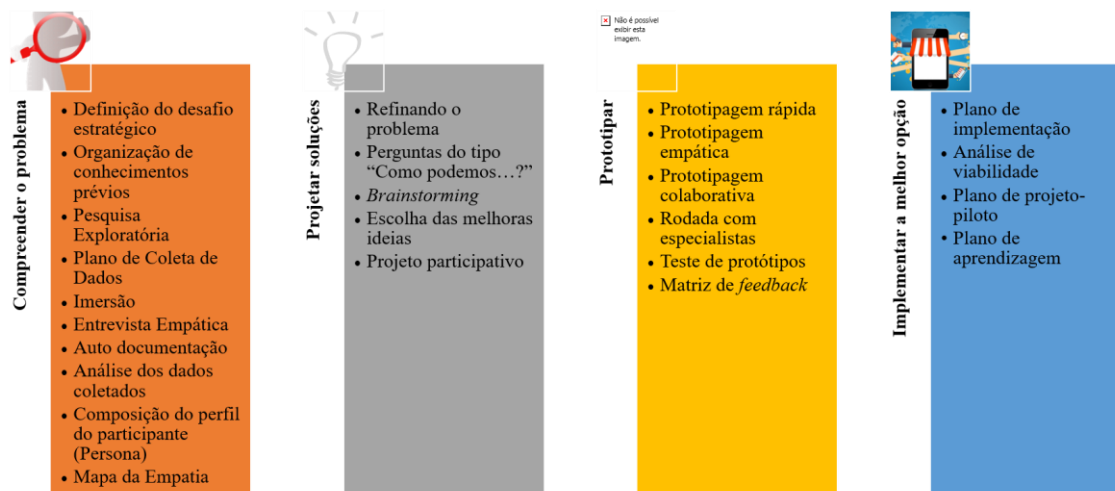 Compreender o problema
• Definição do desafio
estratégico
• Organização de
conhecimentos
prévios
• Pesquisa
Exploratória
• Plano de Coleta de
Dados
• Imersão
• Entrevista Empática
• Auto documentação
• Análise dos dados
coletados
• Composição do perfil
do participante
(Persona)
• Mapa da Empatia
Projetar soluções
• Refinando o
problema
• Perguntas do tipo
“Como podemos…?”
• Brainstorming
• Escolha das melhoras
ideias
• Projeto participativo
Não é possível
exibir esta
imagem.
Prototipar
• Prototipagem rápida
• Prototipagem
empática
• Prototipagem
colaborativa
• Rodada com
especialistas
• Teste de protótipos
• Matriz de feedback
Implementar a melhor opção
• Plano de
implementação
• Análise de
viabilidade
• Plano de projeto-
piloto
• Plano de
aprendizagem